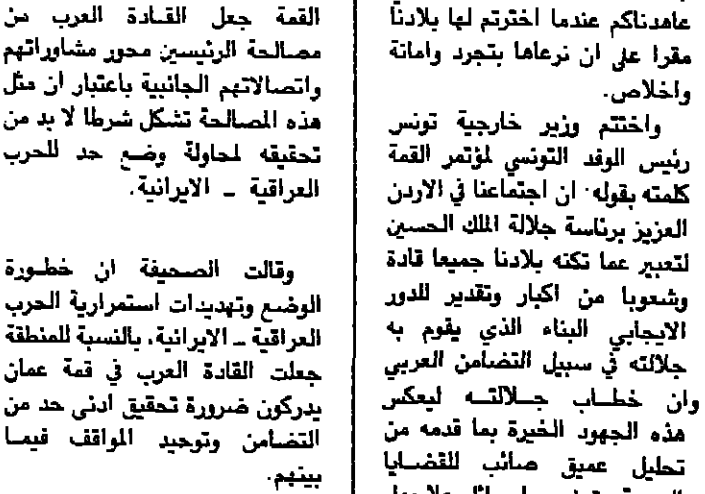 عاهدناكم عندما اخترتم لها بلادنا
مقرا على ان نرعاها بتجرد وامانة
واخلاص.
واختتم وزير خارجية تونس
رئيس الوفد التونسي لمؤتمر القمة
كلمته بقوله: ان اجتماعنا في الاردن
العزيز برئاسة جلالة الملك الحسين
لتعبير عما تكنه بلادنا جميعا قادة
وشعوبا من اكبار وتقدير للدور
الايجابي البناء الذي يقوم به
جلالته في سبيل التضامن العربي
وان خطاب جلالته ليعكس
هذه الجهود الخيرة بما قدمه من
تحليل عميق صائب للقضايا
القمة جعل القادة العرب من
مصالحة الرئيسين محور مشاوراتهم
واتصالاتهم الجانبية باعتبار ان مثل
هذه المصالحة تشكل شرطا لا بد من
تحقيقه لمحاولة وضع حد للحرب
العراقية ــ الايرانية.
وقالت الصحيفة ان خطورة
الوضع وتهديدات استمرارية الحرب
العراقية ــ الايرانية، بالنسبة للمنطقة
جعلت القادة العرب في قمة عمان
يدركون ضرورة تحقيق ادنى حد من
التضامن وتوحيد المواقف فيما
بينهم.